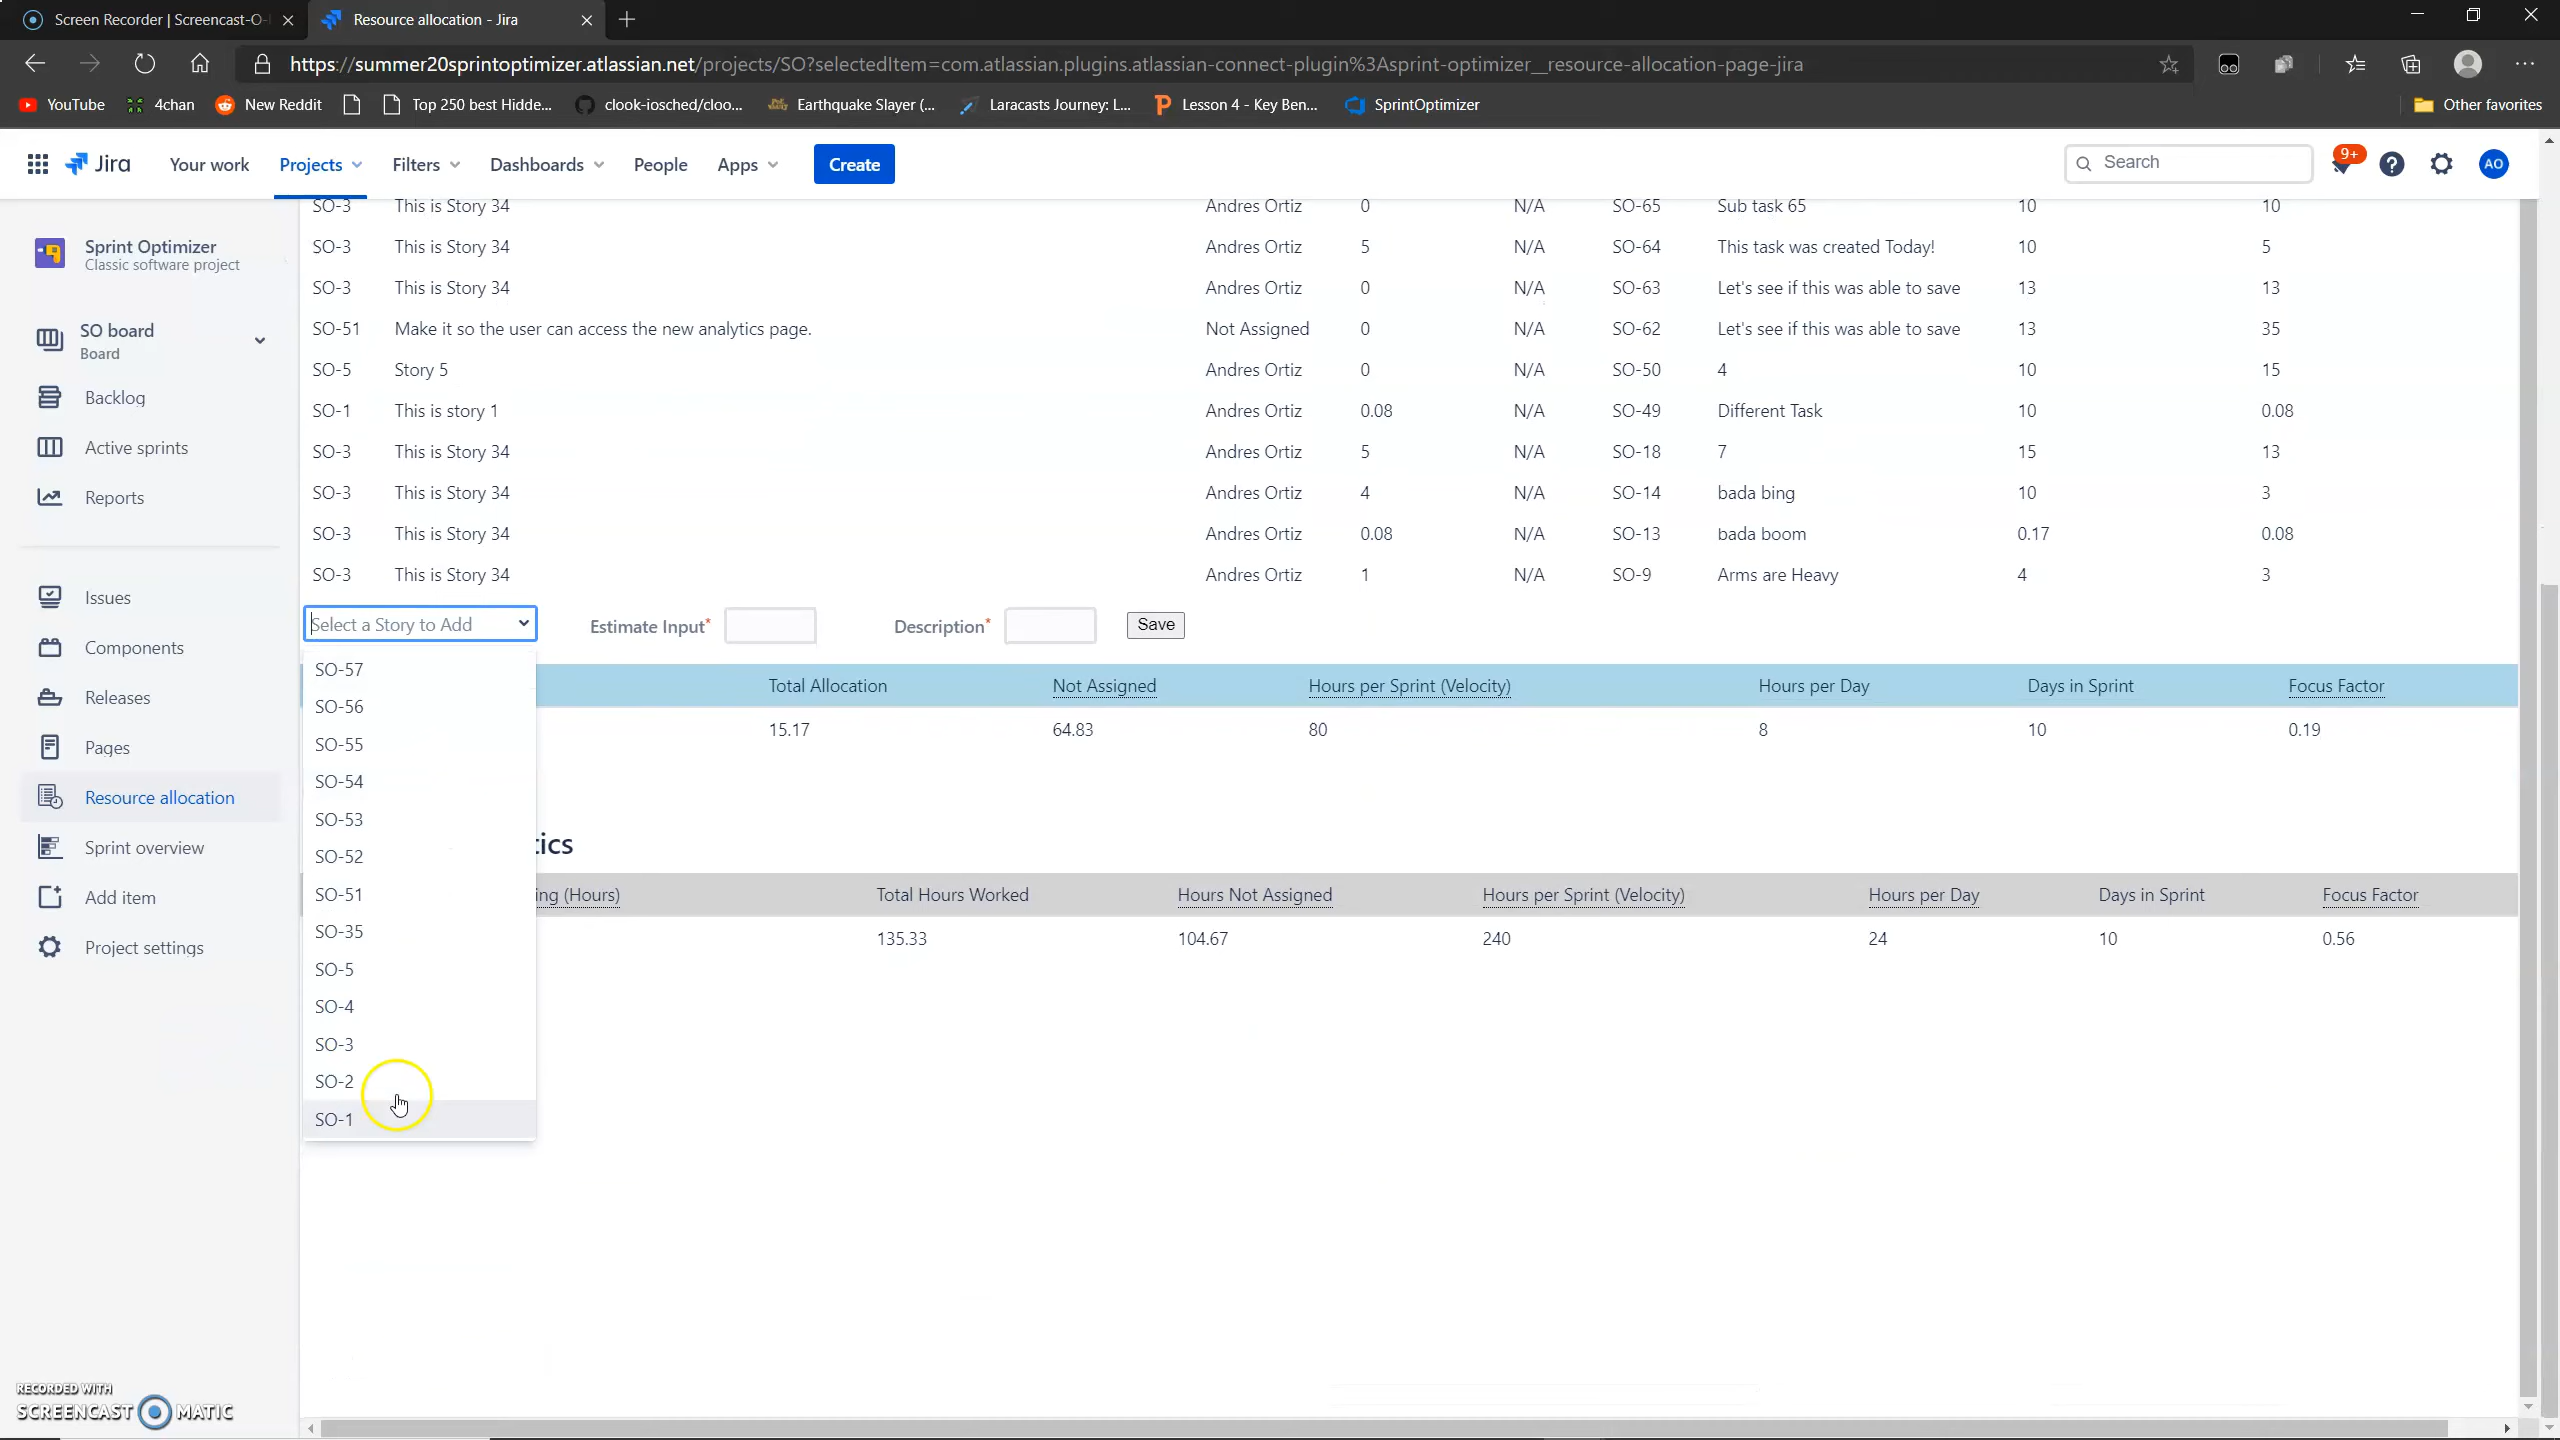 Screen Recorder | Screencast-O-
Resource allocation - Jira
https://summer20sprintoptimizer.atlassian.net/projects/SO?selectedItem=com.atlassian.plugins.atlassian-connect-plugin%3Asprint-optimizer__resource-allocation-page-jira
YouTube 4chan New Reddit Top 250 best Hidde... clook-iosched/cloo... Earthquake Slayer (... Laracasts Journey: L... Lesson 4 - Key Ben... SprintOptimizer Other favorites
Jira Your work Projects Filters Dashboards People Apps Create Search 9+ AO
Sprint Optimizer
Classic software project
SO board
Board
Backlog
Active sprints
Reports
Issues
Components
Releases
Pages
Resource allocation
Sprint overview
Add item
Project settings
SO-3 This is Story 34 Andres Ortiz 0 N/A SO-65 Sub task 65 10 10
SO-3 This is Story 34 Andres Ortiz 5 N/A SO-64 This task was created Today! 10 5
SO-3 This is Story 34 Andres Ortiz 0 N/A SO-63 Let's see if this was able to save 13 13
SO-51 Make it so the user can access the new analytics page. Not Assigned 0 N/A SO-62 Let's see if this was able to save 13 35
SO-5 Story 5 Andres Ortiz 0 N/A SO-50 4 10 15
SO-1 This is story 1 Andres Ortiz 0.08 N/A SO-49 Different Task 10 0.08
SO-3 This is Story 34 Andres Ortiz 5 N/A SO-18 7 15 13
SO-3 This is Story 34 Andres Ortiz 4 N/A SO-14 bada bing 10 3
SO-3 This is Story 34 Andres Ortiz 0.08 N/A SO-13 bada boom 0.17 0.08
SO-3 This is Story 34 Andres Ortiz 1 N/A SO-9 Arms are Heavy 4 3
Select a Story to Add Estimate Input* Description* Save
SO-57
SO-56
SO-55
SO-54
SO-53
SO-52
SO-51
SO-35
SO-5
SO-4
SO-3
SO-2
SO-1
Total Allocation Not Assigned Hours per Sprint (Velocity) Hours per Day Days in Sprint Focus Factor
15.17 64.83 80 8 10 0.19
tics
ing (Hours) Total Hours Worked Hours Not Assigned Hours per Sprint (Velocity) Hours per Day Days in Sprint Focus Factor
135.33 104.67 240 24 10 0.56
RECORDED WITH
SCREENCAST MATIC